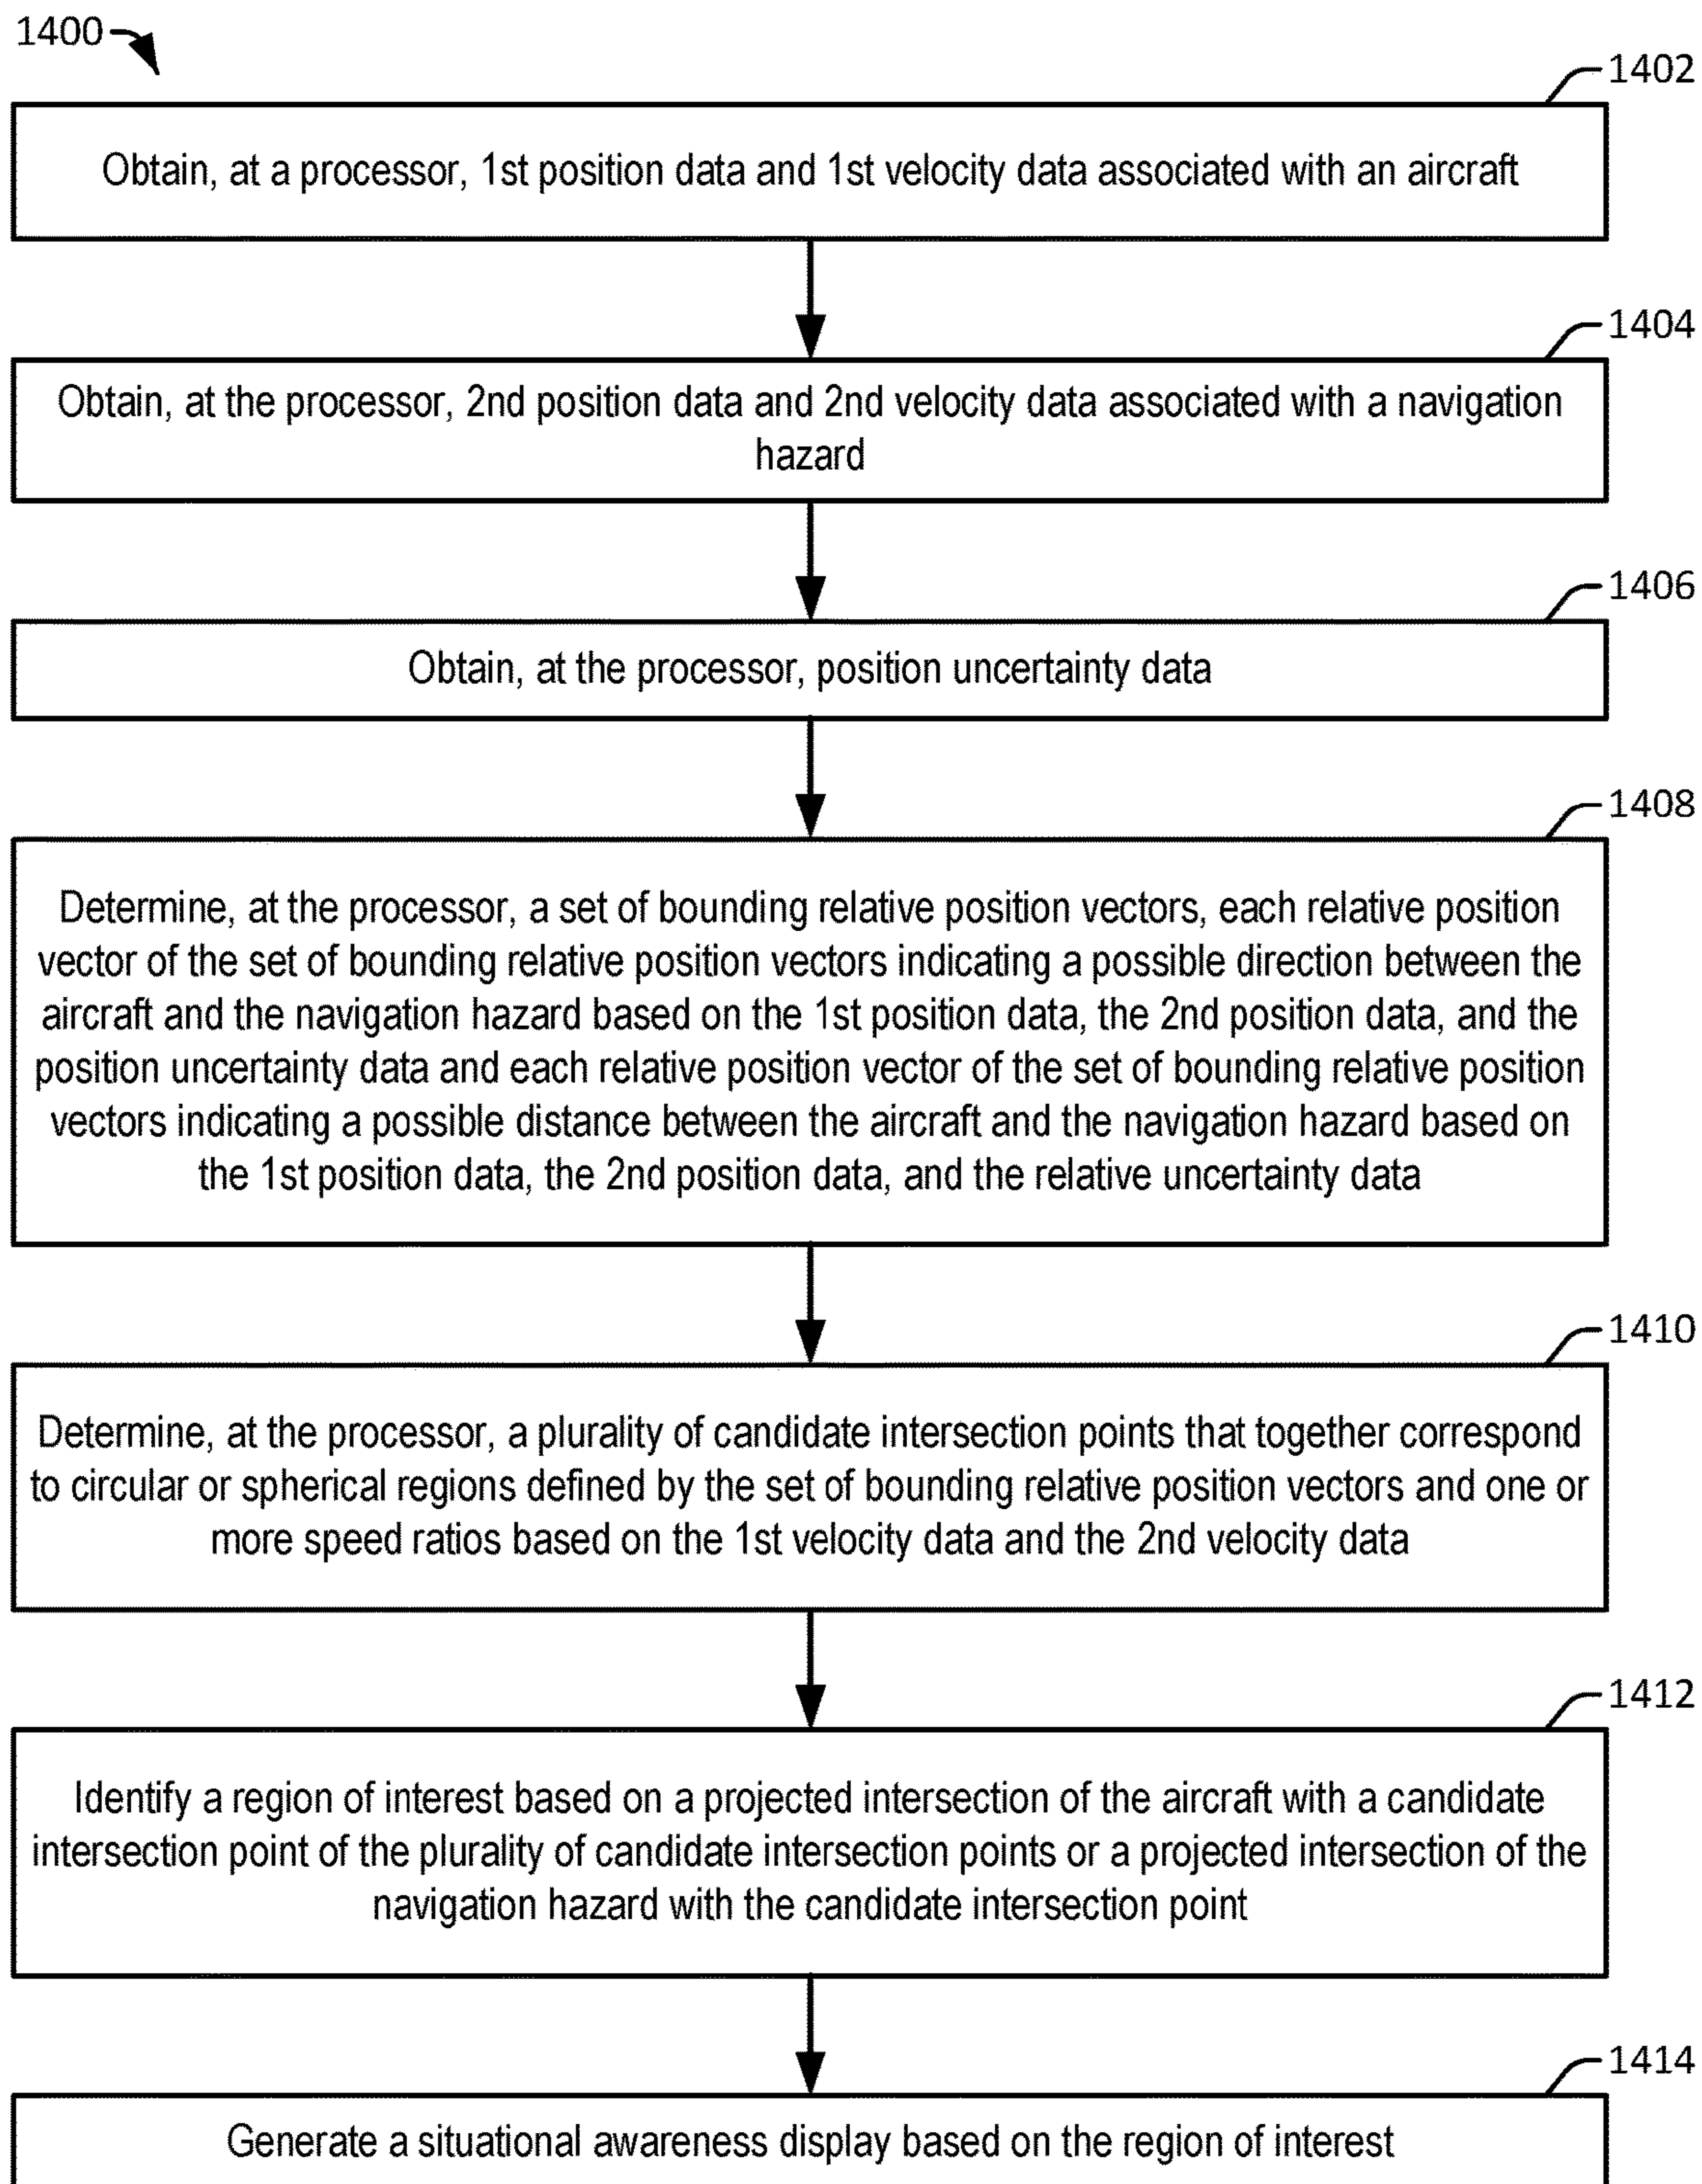 1400
1402
Obtain, at a processor, 1st position data and 1st velocity data associated with an aircraft
1404
Obtain, at the processor, 2nd position data and 2nd velocity data associated with a navigation
hazard
1406
Obtain, at the processor, position uncertainty data
1408
Determine, at the processor, a set of bounding relative position vectors, each relative position
vector of the set of bounding relative position vectors indicating a possible direction between the
aircraft and the navigation hazard based on the 1st position data, the 2nd position data, and the
position uncertainty data and each relative position vector of the set of bounding relative position
vectors indicating a possible distance between the aircraft and the navigation hazard based on
the 1st position data, the 2nd position data, and the relative uncertainty data
1410
Determine, at the processor, a plurality of candidate intersection points that together correspond
to circular or spherical regions defined by the set of bounding relative position vectors and one or
more speed ratios based on the 1st velocity data and the 2nd velocity data
1412
Identify a region of interest based on a projected intersection of the aircraft with a candidate
intersection point of the plurality of candidate intersection points or a projected intersection of the
navigation hazard with the candidate intersection point
1414
Generate a situational awareness display based on the region of interest